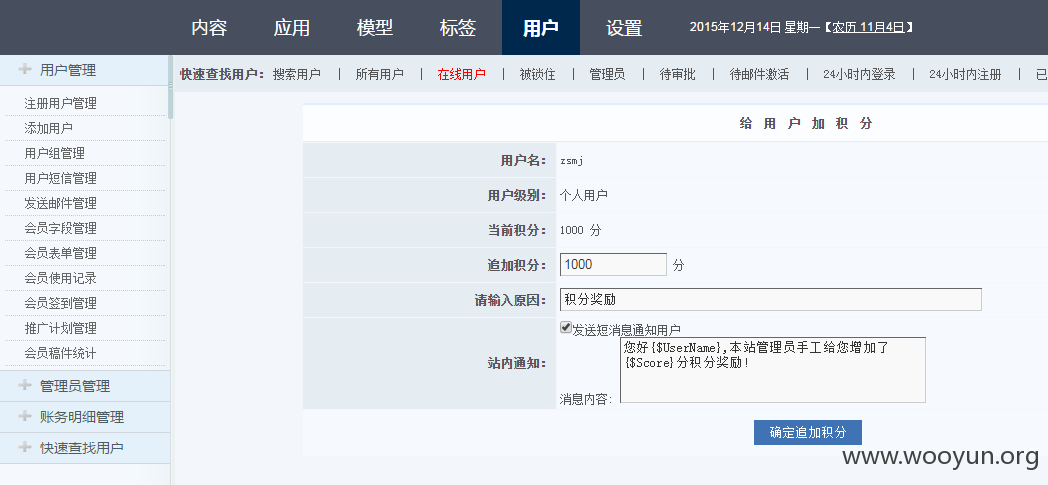 内容 应用 模型 标签 用户 设置 2015年12月14日 星期一【农历 11月4日】
用户管理
快速查找用户： 搜索用户 | 所有用户 | 在线用户 | 被锁住 | 管理员 | 待审批 | 待邮件激活 | 24小时内登录 | 24小时内注册 | 已
注册用户管理
添加用户
用户组管理
用户短信管理
发送邮件管理
会员字段管理
会员表单管理
会员使用记录
会员签到管理
推广计划管理
会员稿件统计
管理员管理
账务明细管理
快速查找用户
给 用 户 加 积 分
用户名： zsmj
用户级别： 个人用户
当前积分： 1000 分
追加积分： 1000 分
请输入原因： 积分奖励
站内通知： 发送短消息通知用户
消息内容： 您好{$UserName},本站管理员手工给您增加了
{$Score}分积分奖励!
确定追加积分
www.wooyun.org